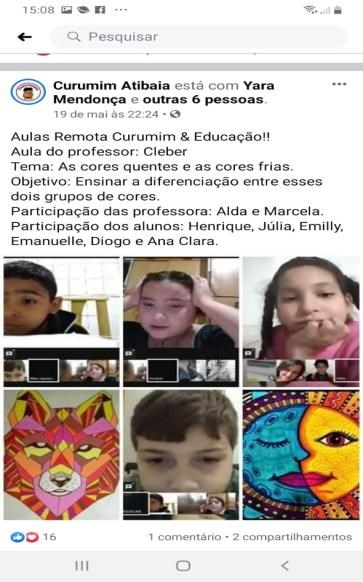 15:08
Pesquisar
Curumim Atibaia está com Yara
Mendonça e outras 6 pessoas.
19 de mai às 22:24 •
Aulas Remota Curumim & Educação!!
Aula do professor: Cleber
Tema: As cores quentes e as cores frias.
Objetivo: Ensinar a diferenciação entre esses
dois grupos de cores.
Participação das professora: Alda e Marcela.
Participação dos alunos: Henrique, Júlia, Emilly,
Emanuelle, Diogo e Ana Clara.
16
1 comentário • 2 compartilhamentos